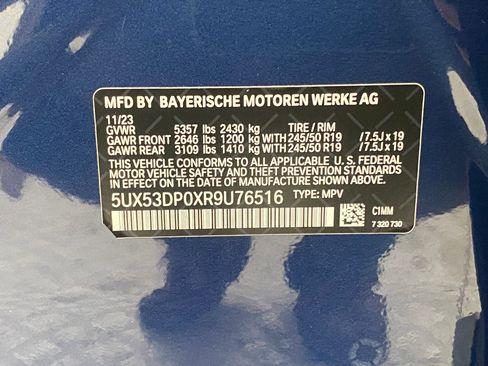 MFD BY BAYERISCHE MOTOREN WERKE AG
11/23
GVWR 5357 lbs 2430 kg TIRE / RIM
GAWR FRONT 2646 lbs 1200 kg WITH 245/50 R19 /7.5J x 19
GAWR REAR 3109 lbs 1410 kg WITH 245/50 R19 /7.5J x 19
THIS VEHICLE CONFORMS TO ALL APPLICABLE U. S. FEDERAL
MOTOR VEHICLE SAFETY AND THEFT PREVENTION STANDARDS
IN EFFECT ON THE DATE OF MANUFACTURE SHOWN ABOVE.
5UX53DP0XR9U76516 TYPE: MPV
C1MM
7 320 730